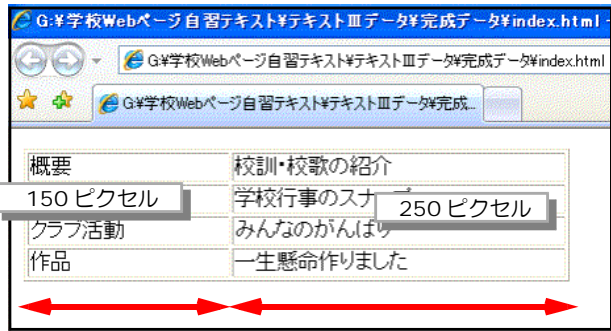 G:¥学校Webページ自習テキスト¥テキストⅢデータ¥完成データ¥index.html -
G:¥学校Webページ自習テキスト¥テキストⅢデータ¥完成データ¥index.html
G:¥学校Webページ自習テキスト¥テキストⅢデータ¥完成...
概要 校訓・校歌の紹介
150 ピクセル 学校行事のスナップ 250 ピクセル
クラブ活動 みんなのがんばり
作品 一生懸命作りました